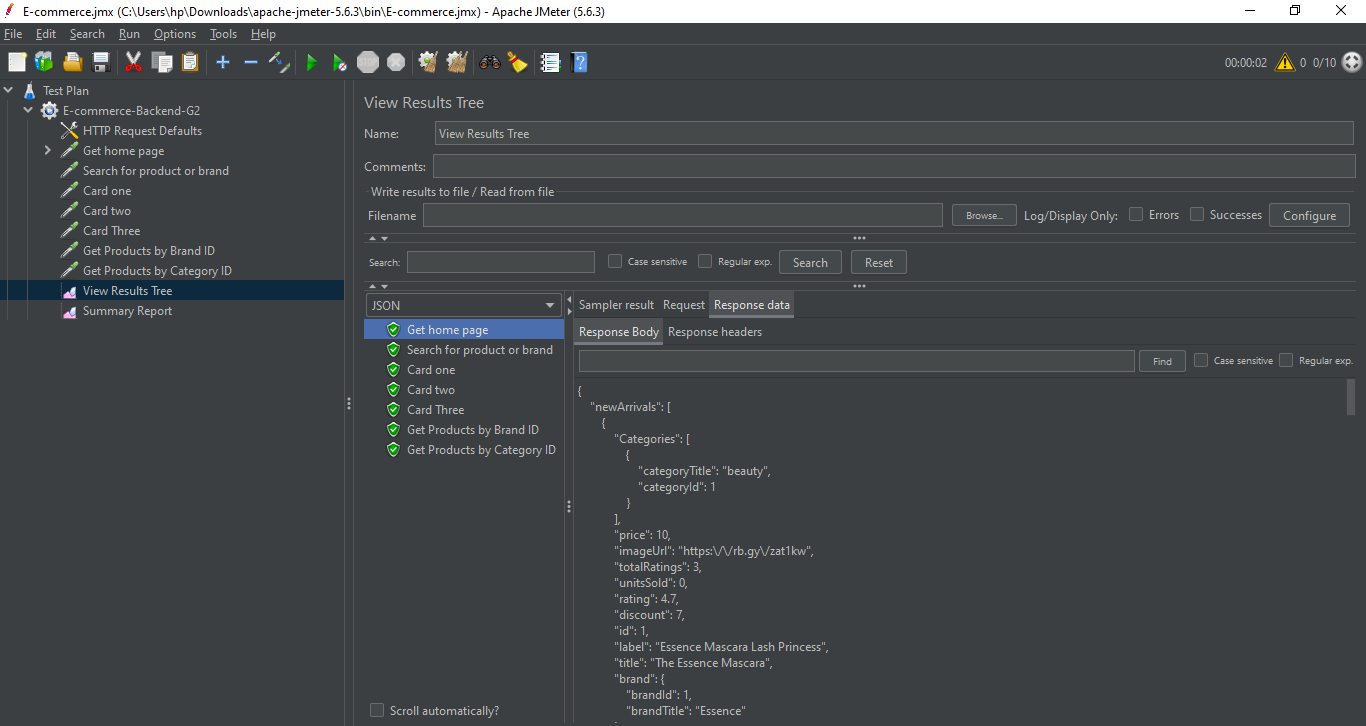 E-commerce.jmx (C:\Users\hp\Downloads\apache-jmeter-5.6.3\bin\E-commerce.jmx) - Apache JMeter (5.6.3)
File Edit Search Run Options Tools Help
STOP 00:00:02 0 0/10
Test Plan
E-commerce-Backend-G2
HTTP Request Defaults
Get home page
Search for product or brand
Card one
Card two
Card Three
Get Products by Brand ID
Get Products by Category ID
View Results Tree
Summary Report
View Results Tree
Name: View Results Tree
Comments:
Write results to file / Read from file
Filename Browse... Log/Display Only: Errors Successes Configure
Search: Case sensitive Regular exp. Search Reset
JSON
Get home page
Search for product or brand
Card one
Card two
Card Three
Get Products by Brand ID
Get Products by Category ID
Scroll automatically?
Sampler result Request Response data
Response Body Response headers
Find Case sensitive Regular exp.
{
"newArrivals": [
{
"Categories": [
{
"categoryTitle": "beauty",
"categoryId": 1
}
],
"price": 10,
"imageUrl": "https:\/\/rb.gy\/zat1kw",
"totalRatings": 3,
"unitsSold": 0,
"rating": 4.7,
"discount": 7,
"id": 1,
"label": "Essence Mascara Lash Princess",
"title": "The Essence Mascara",
"brand": {
"brandId": 1,
"brandTitle": "Essence"